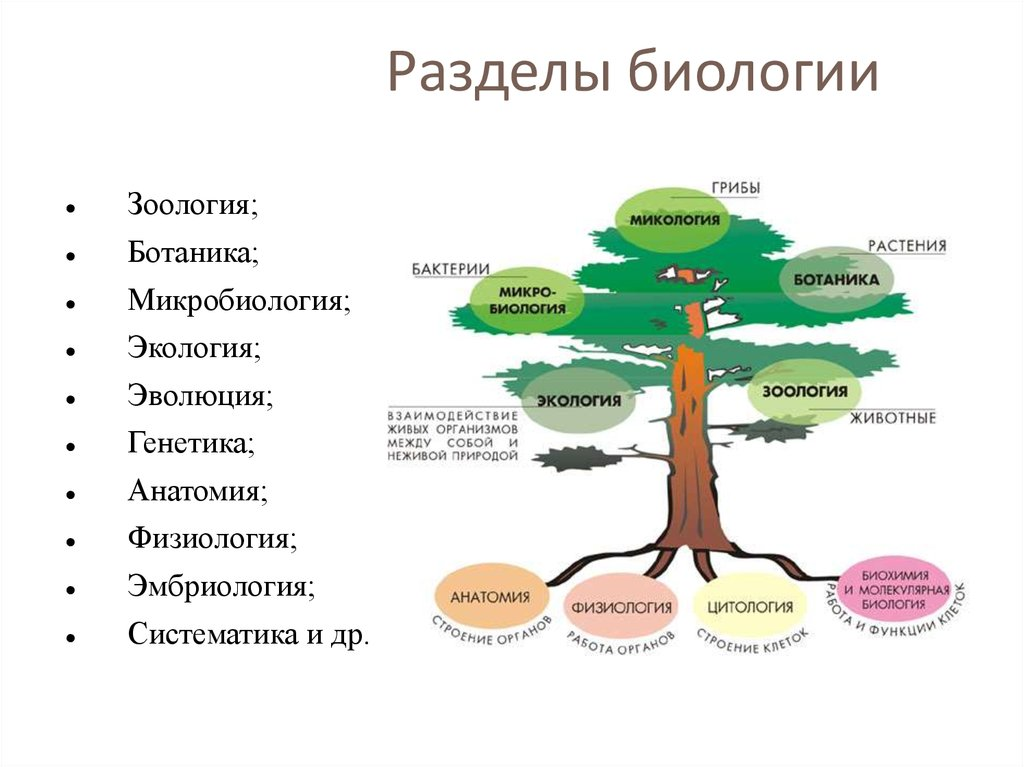 Разделы биологии
Зоология;
Ботаника;
Микробиология;
Экология;
Эволюция;
Генетика;
Анатомия;
Физиология;
Эмбриология;
Систематика и др.
ГРИБЫ
МИКОЛОГИЯ
РАСТЕНИЯ
БОТАНИКА
БАКТЕРИИ
МИКРО-
БИОЛОГИЯ
ЭКОЛОГИЯ
ВЗАИМОДЕЙСТВИЕ
ЖИВЫХ ОРГАНИЗМОВ
МЕЖДУ СОБОЙ И
НЕЖИВОЙ ПРИРОДОЙ
ЗООЛОГИЯ
ЖИВОТНЫЕ
АНАТОМИЯ
СТРОЕНИЕ ОРГАНОВ
ФИЗИОЛОГИЯ
РАБОТА ОРГАНОВ
ЦИТОЛОГИЯ
СТРОЕНИЕ КЛЕТОК
БИОХИМИЯ
И МОЛЕКУЛЯРНАЯ
БИОЛОГИЯ
РАБОТА И ФУНКЦИИ КЛЕТОК